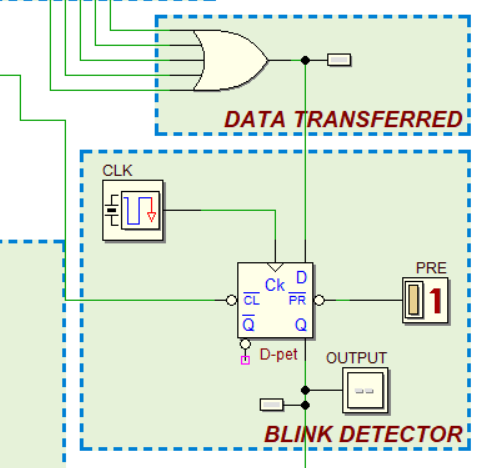 DATA TRANSFERRED
CLK
Ck D
CL PR
PRE
1
Q Q
D-pet
OUTPUT
--
BLINK DETECTOR